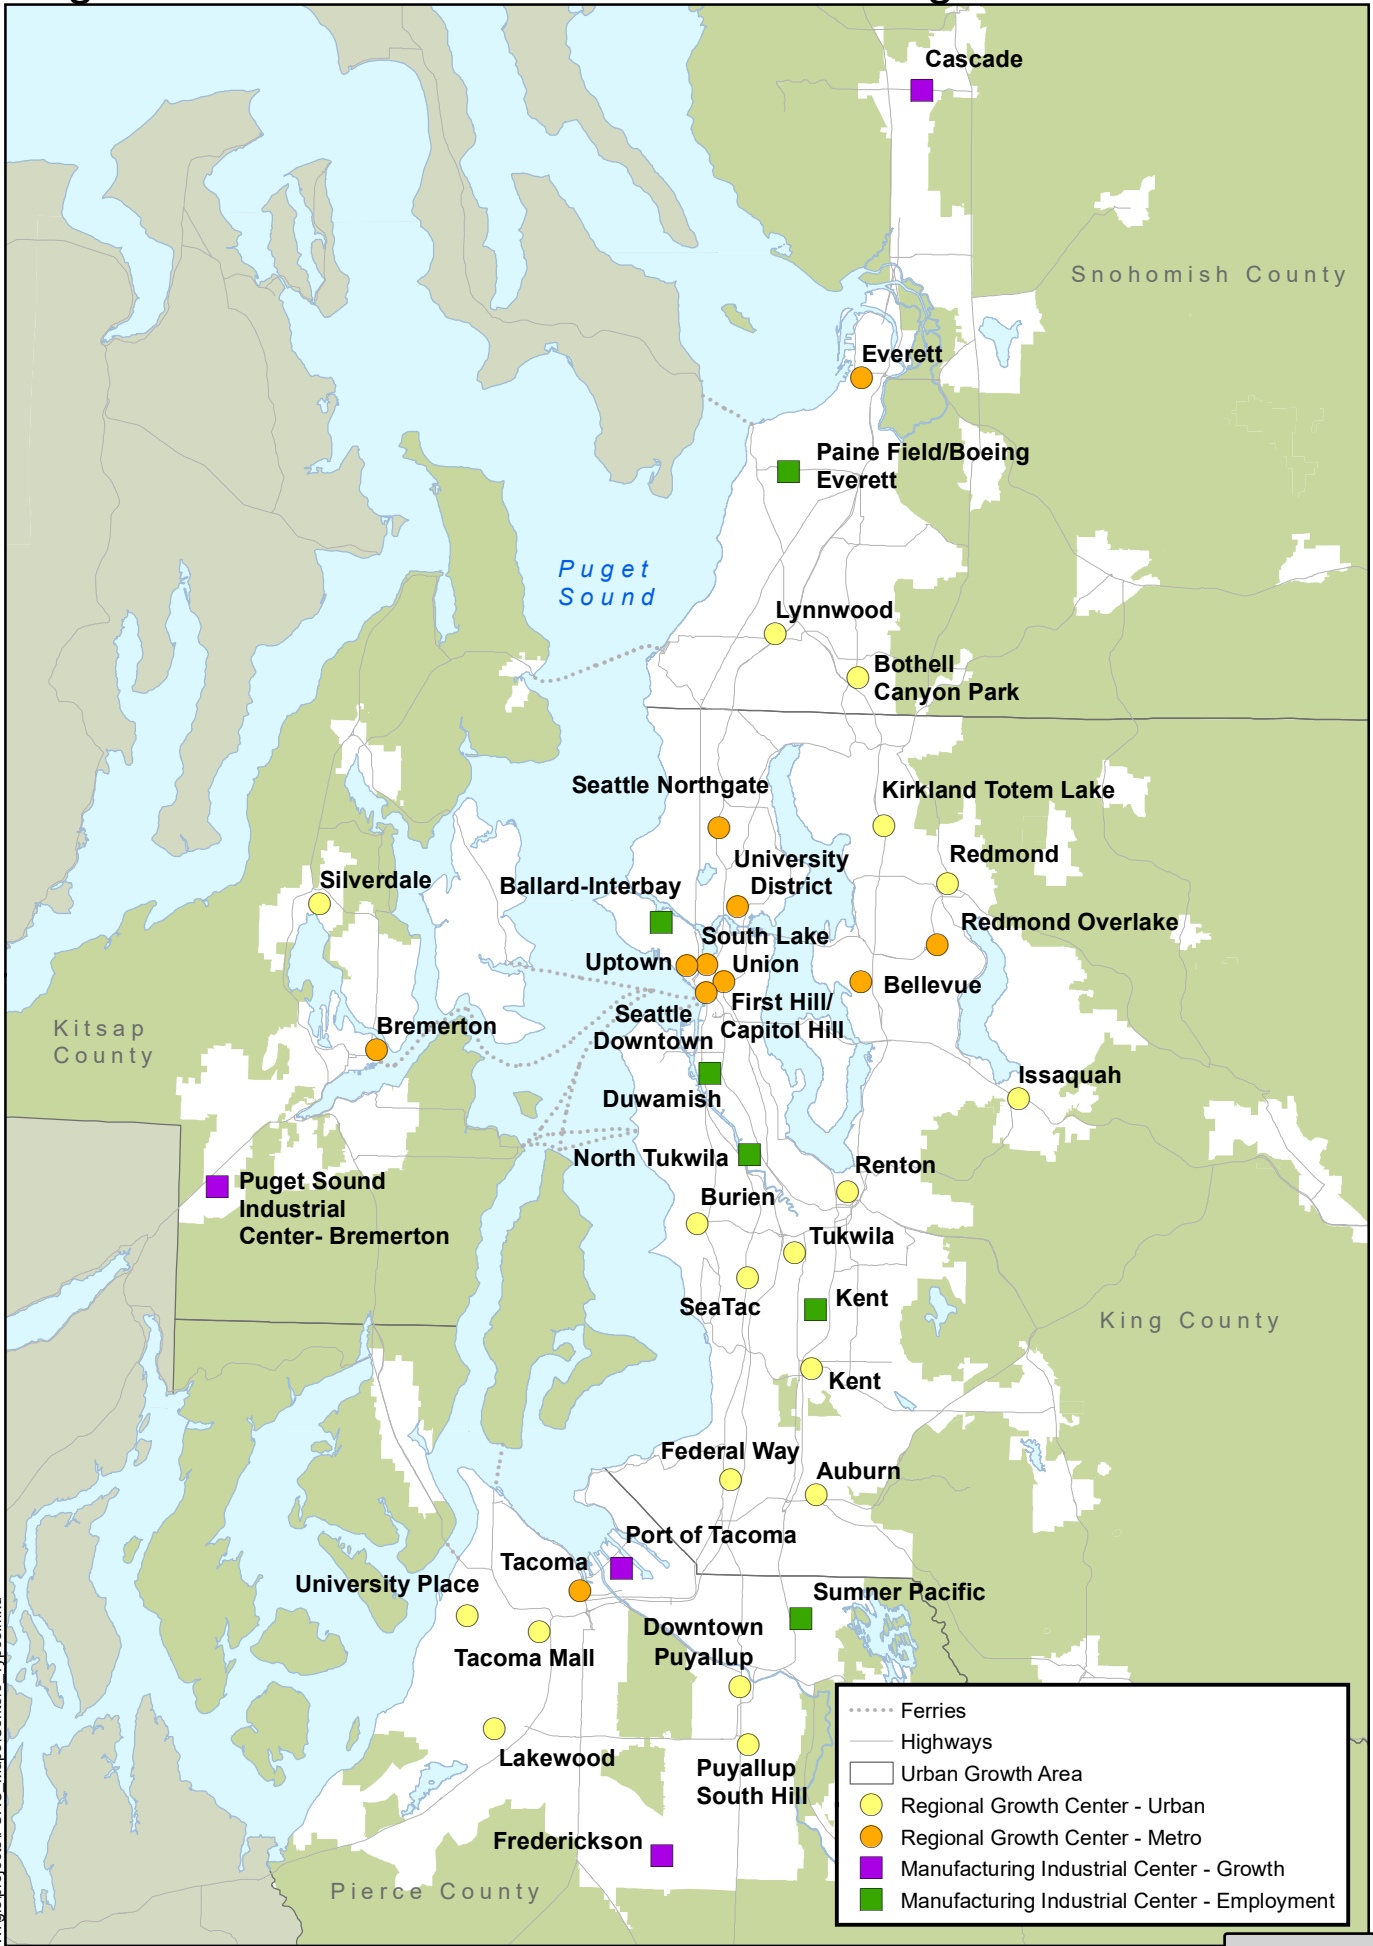 Cascade
Snohomish County
Everett
Paine Field/Boeing
Everett
Puget
Sound
Lynnwood
Bothell
Canyon Park
Seattle Northgate
Kirkland Totem Lake
University
District
Redmond
Silverdale
Ballard-Interbay
Redmond Overlake
South Lake
Union
Uptown
Bellevue
First Hill/
Capitol Hill
Seattle
Downtown
Kitsap
County
Bremerton
Issaquah
Duwamish
North Tukwila
Renton
Puget Sound
Industrial
Center- Bremerton
Burien
Tukwila
SeaTac
Kent
King County
Kent
Federal Way
Auburn
Port of Tacoma
Tacoma
University Place
Sumner Pacific
Downtown
Puyallup
Tacoma Mall
Lakewood
Puyallup
South Hill
Frederickson
Pierce County
Ferries
Highways
Urban Growth Area
Regional Growth Center - Urban
Regional Growth Center - Metro
Manufacturing Industrial Center - Growth
Manufacturing Industrial Center - Employment